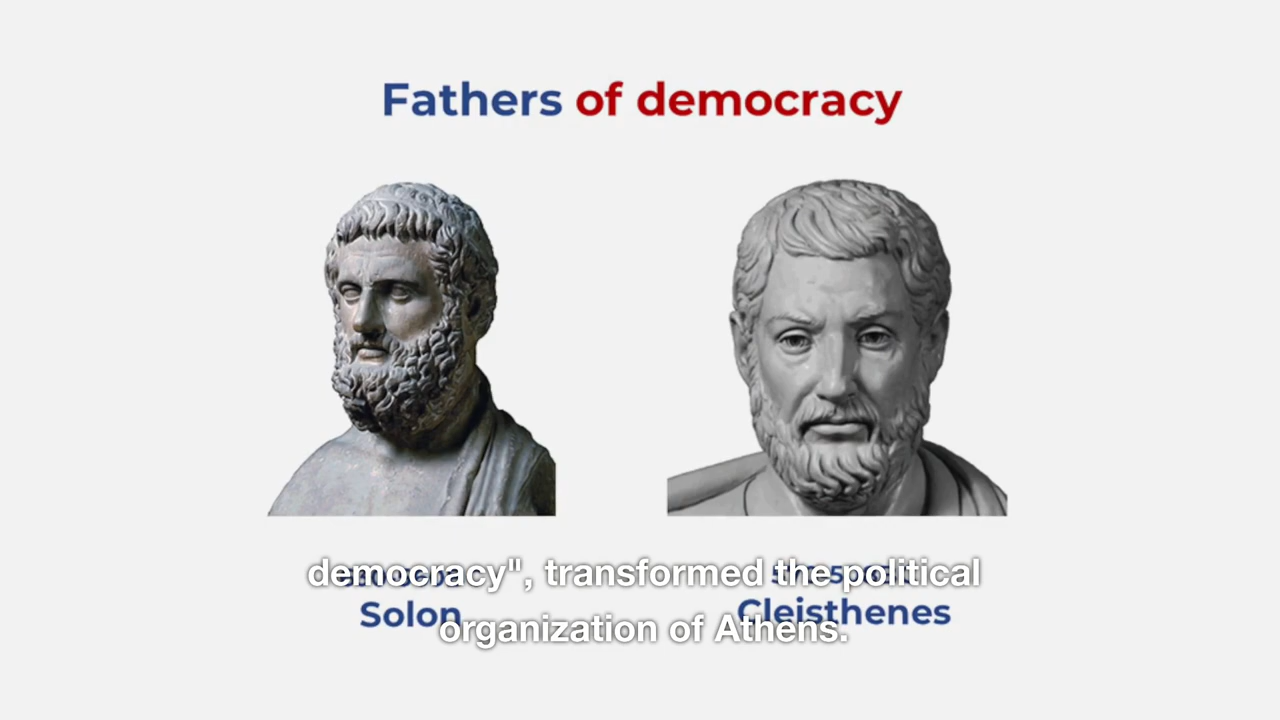 Fathers of democracy
democracy", transformed the political
Solon
Cleisthenes
organization of Athens.